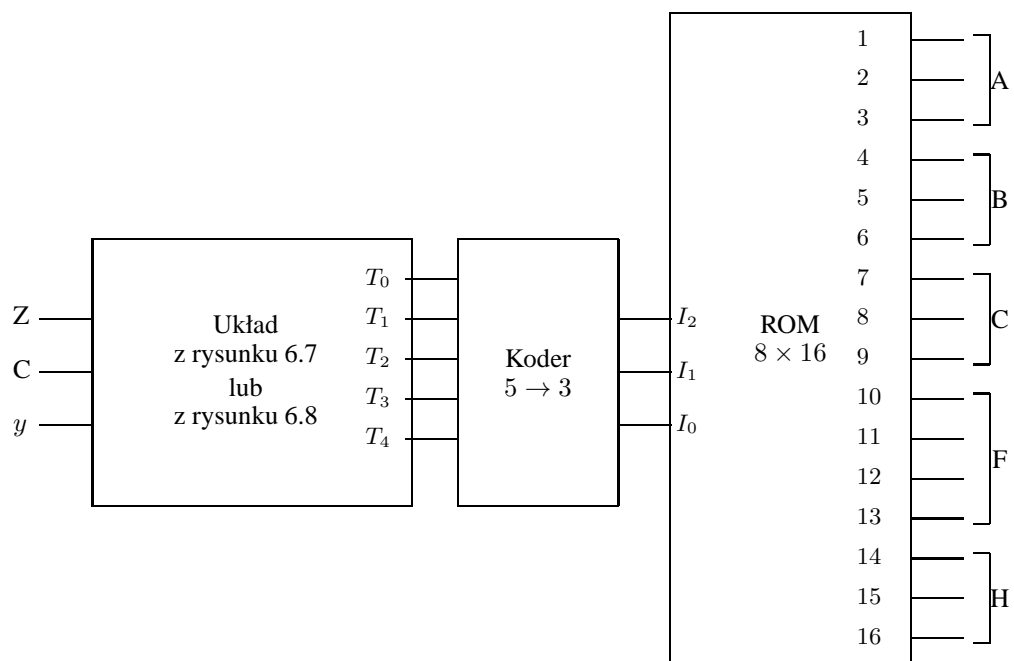 Z
C
y
Układ
z rysunku 6.7
lub
z rysunku 6.8
T₀
T₁
T₂
T₃
T₄
Koder
5 → 3
I₂
I₁
I₀
ROM
8 × 16
1
2
3
4
5
6
7
8
9
10
11
12
13
14
15
16
A
B
C
F
H